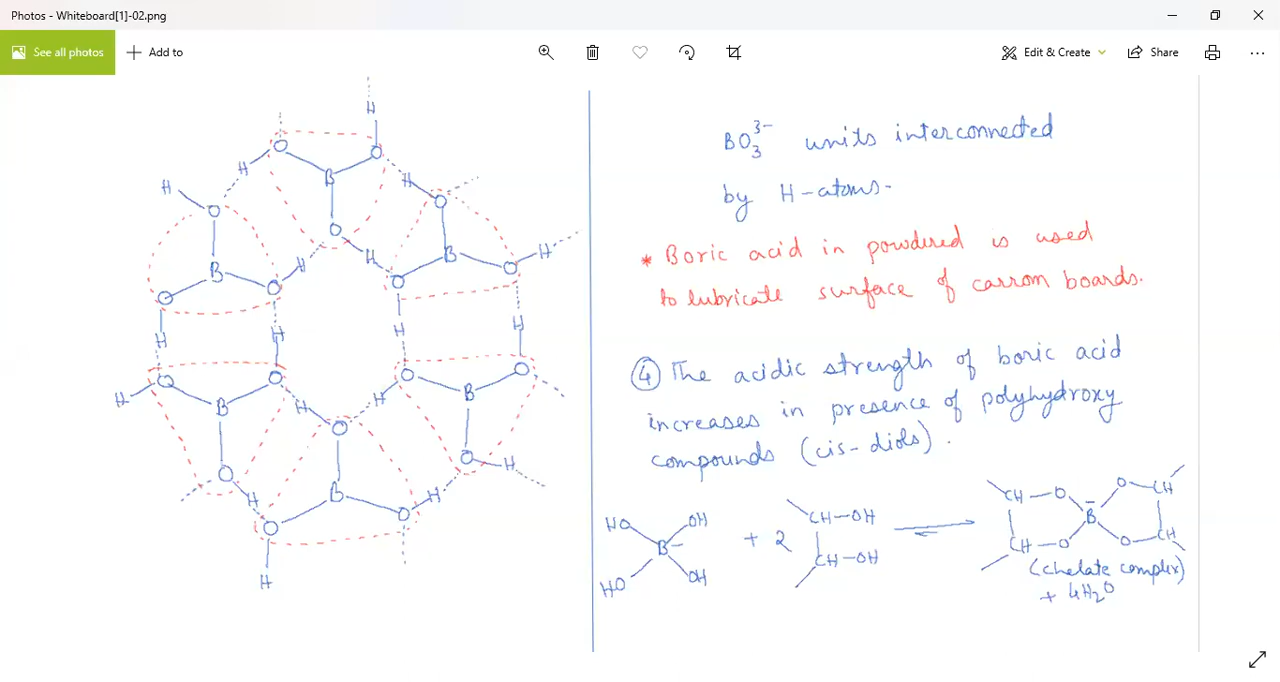 Photos - Whiteboard[1]-02.png
See all photos
Add to
Edit & Create
Share
H
O O
H
H
B H
H O O
O
H
B
H B H
O O
O O
H
H H H
O O O O
H H H B
B
O
O O H
H B H
O O
H
BO₃³⁻ units interconnected
by H-atoms-
* Boric acid in powdered is used
to lubricate surface of carrom boards.
④ The acidic strength of boric acid
increases in presence of polyhydroxy
compounds (cis-diols).
HO OH
B⁻
HO OH
+ 2
CH-OH
CH-OH
CH-O O-CH
B⁻
CH-O O-CH
(Chelate complex)
+ 4H₂O